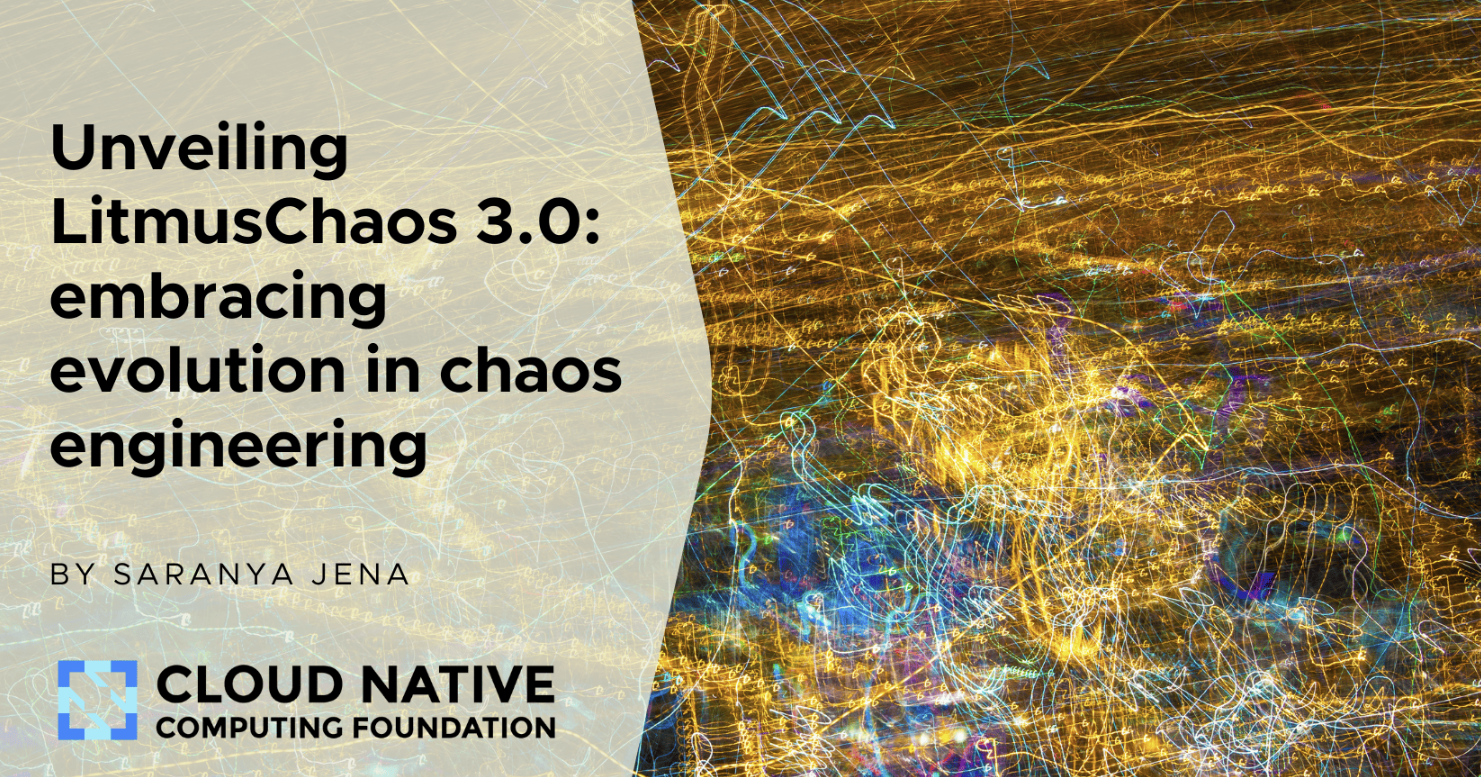 Unveiling
LitmusChaos 3.0:
embracing
evolution in chaos
engineering
BY SARANYA JENA
CLOUD NATIVE
COMPUTING FOUNDATION